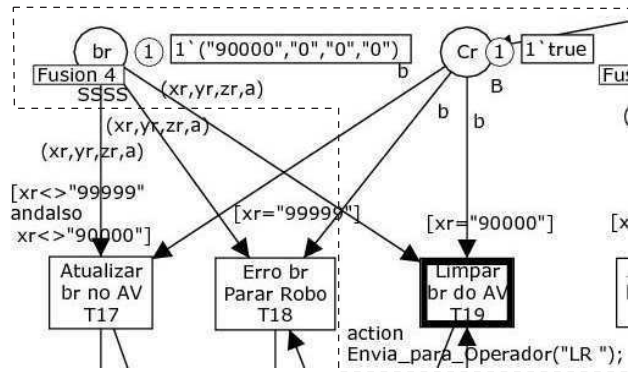 br
1
1`("90000","0","0","0")
Cr
1
1`true
Fusion 4
SSSS
b
B
(xr,yr,zr,a)
b
b
(xr,yr,zr,a)
(xr,yr,zr,a)
[xr<>"99999"
andalso
xr<>"90000"]
[xr="99999"]
[xr="90000"]
Atualizar
br no AV
T17
Erro br
Parar Robo
T18
Limpar
br do AV
T19
action
Envia_para_Operador("LR ");